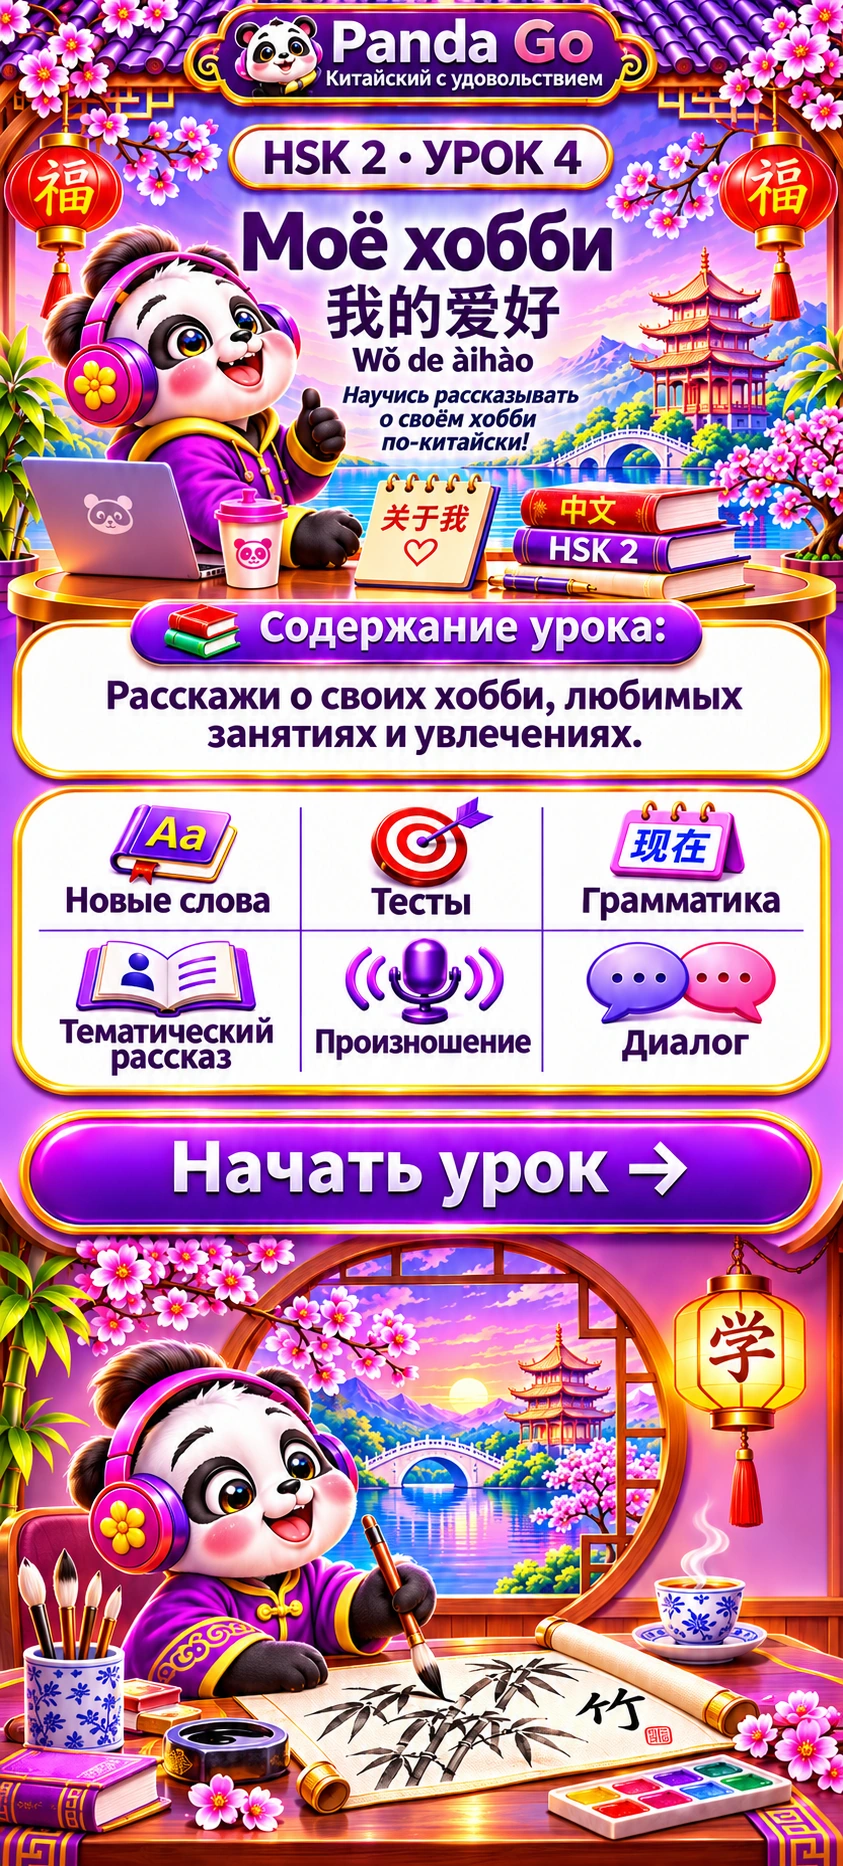 Panda Go
Китайский с удовольствием
HSK 2 • УРОК 4
福
福
Моё хобби
我的爱好
Wǒ de àihào
Научись рассказывать
о своём хобби
по-китайски!
关于我
中文
HSK 2
Содержание урока:
Расскажи о своих хобби, любимых
занятиях и увлечениях.
Aa
现在
Новые слова
Тесты
Грамматика
Тематический
рассказ
Произношение
Диалог
Начать урок →
学
竹